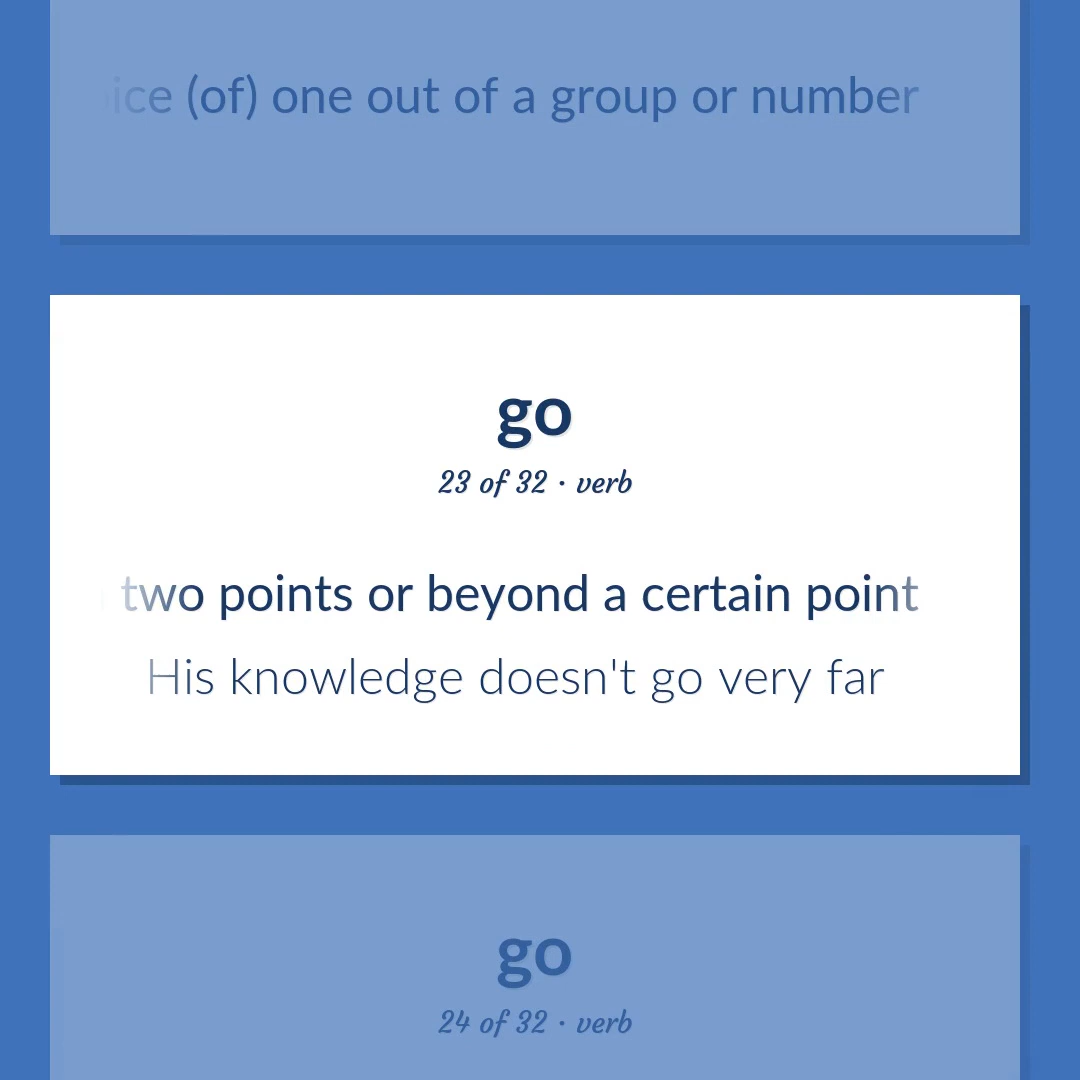 (of) one out of a group or number
go
23 of 32 · verb
two points or beyond a certain point
His knowledge doesn't go very far
go
24 of 32 · verb